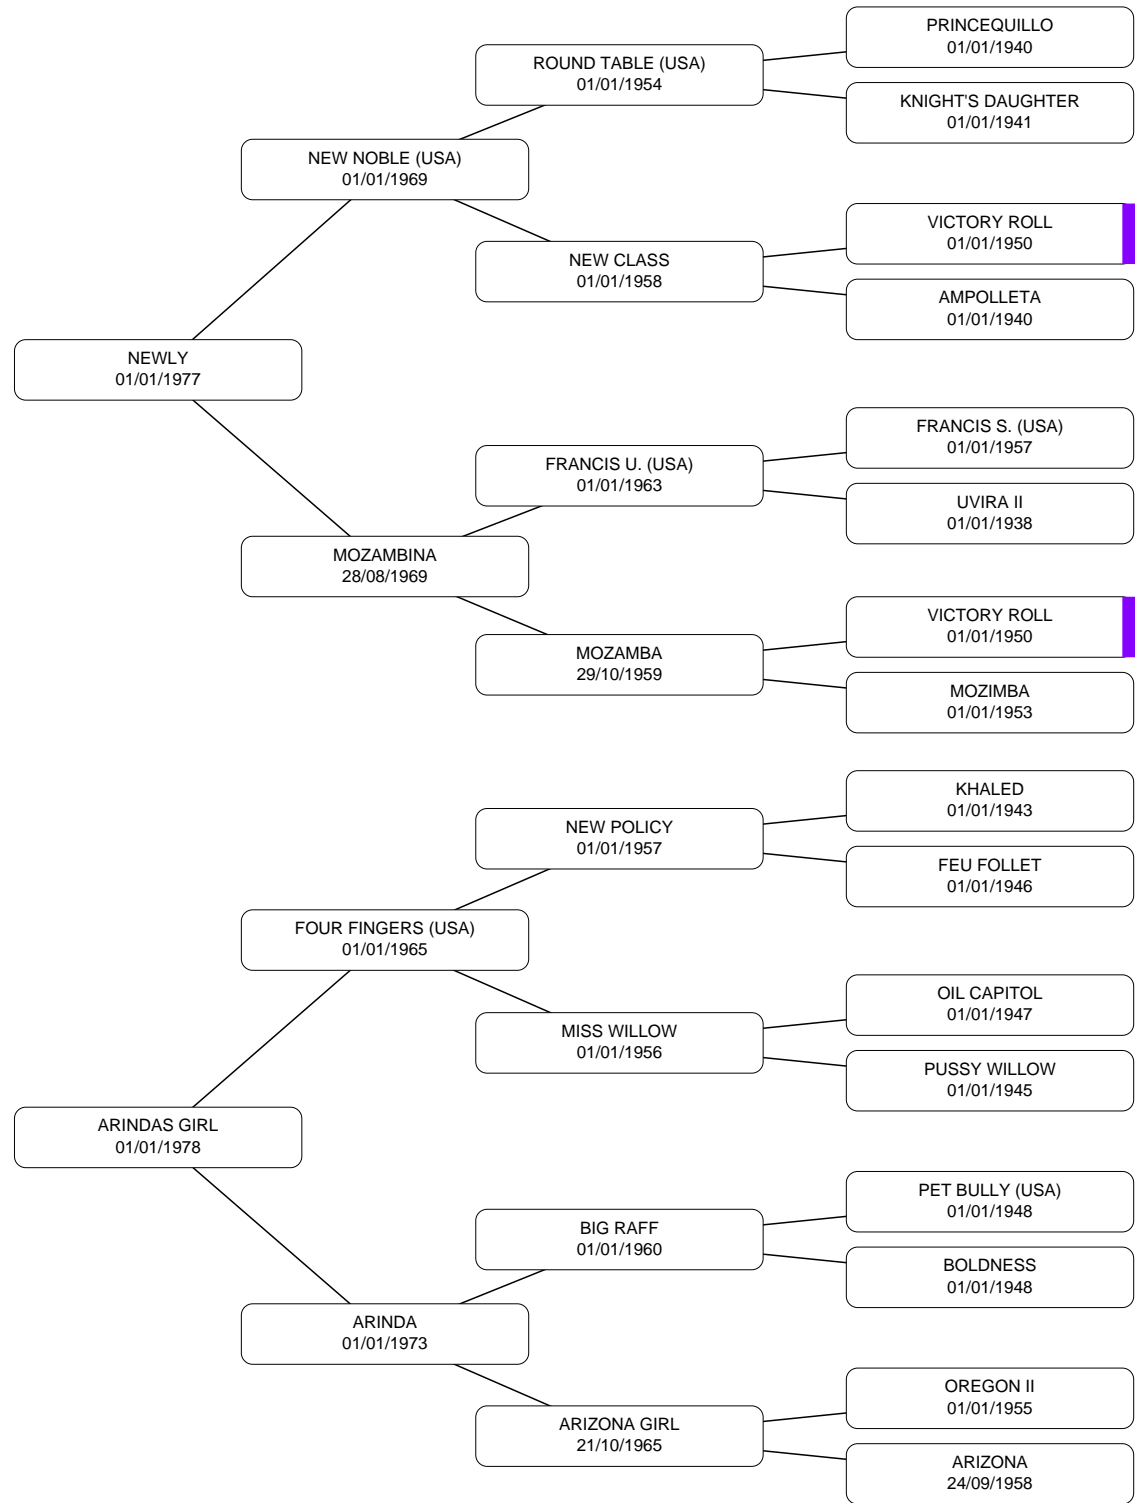 PRINCEQUILLO
01/01/1940
ROUND TABLE (USA)
01/01/1954
KNIGHT'S DAUGHTER
01/01/1941
NEW NOBLE (USA)
01/01/1969
VICTORY ROLL
01/01/1950
NEW CLASS
01/01/1958
AMPOLLETA
01/01/1940
NEWLY
01/01/1977
FRANCIS S. (USA)
01/01/1957
FRANCIS U. (USA)
01/01/1963
UVIRA II
01/01/1938
MOZAMBINA
28/08/1969
VICTORY ROLL
01/01/1950
MOZAMBA
29/10/1959
MOZIMBA
01/01/1953
KHALED
01/01/1943
NEW POLICY
01/01/1957
FEU FOLLET
01/01/1946
FOUR FINGERS (USA)
01/01/1965
OIL CAPITOL
01/01/1947
MISS WILLOW
01/01/1956
PUSSY WILLOW
01/01/1945
ARINDAS GIRL
01/01/1978
PET BULLY (USA)
01/01/1948
BIG RAFF
01/01/1960
BOLDNESS
01/01/1948
ARINDA
01/01/1973
OREGON II
01/01/1955
ARIZONA GIRL
21/10/1965
ARIZONA
24/09/1958